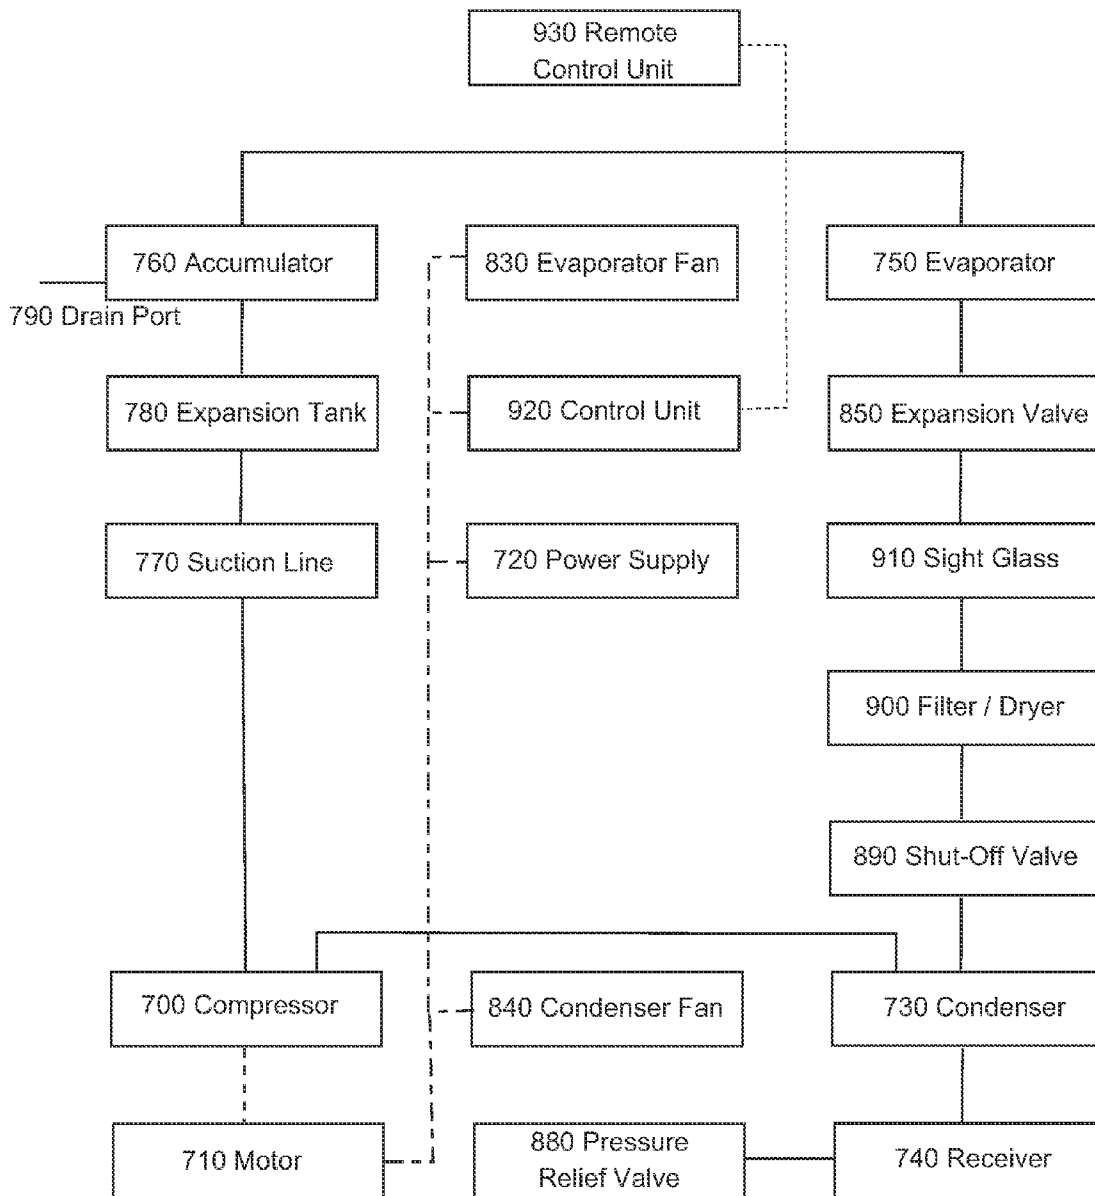 930 Remote
Control Unit
760 Accumulator
830 Evaporator Fan
750 Evaporator
790 Drain Port
780 Expansion Tank
920 Control Unit
850 Expansion Valve
770 Suction Line
720 Power Supply
910 Sight Glass
900 Filter / Dryer
890 Shut-Off Valve
700 Compressor
840 Condenser Fan
730 Condenser
710 Motor
880 Pressure
Relief Valve
740 Receiver